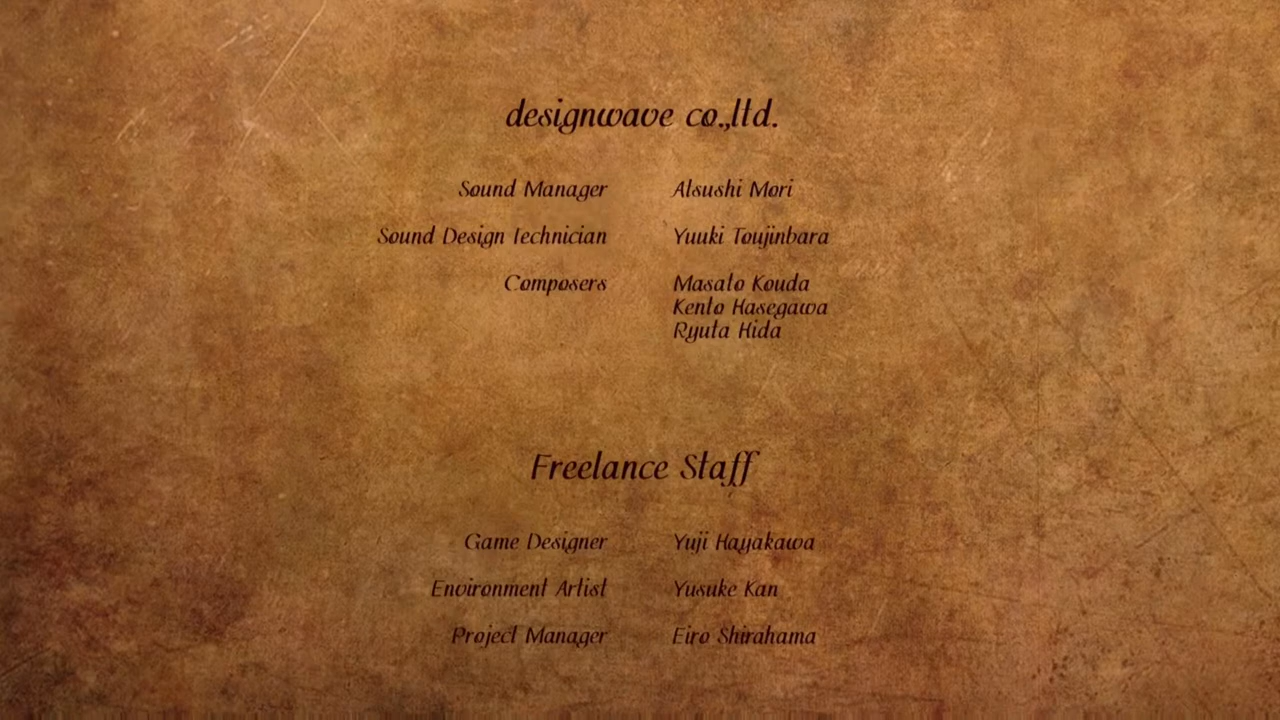 designwave co.,ltd.
Sound Manager Atsushi Mori
Sound Design Technician Yuuki Toujinbara
Composers Masato Kouda
Kento Hasegawa
Ryuta Hida
Freelance Staff
Game Designer Yuji Hayakawa
Environment Artist Yusuke Kan
Project Manager Eiro Shirahama